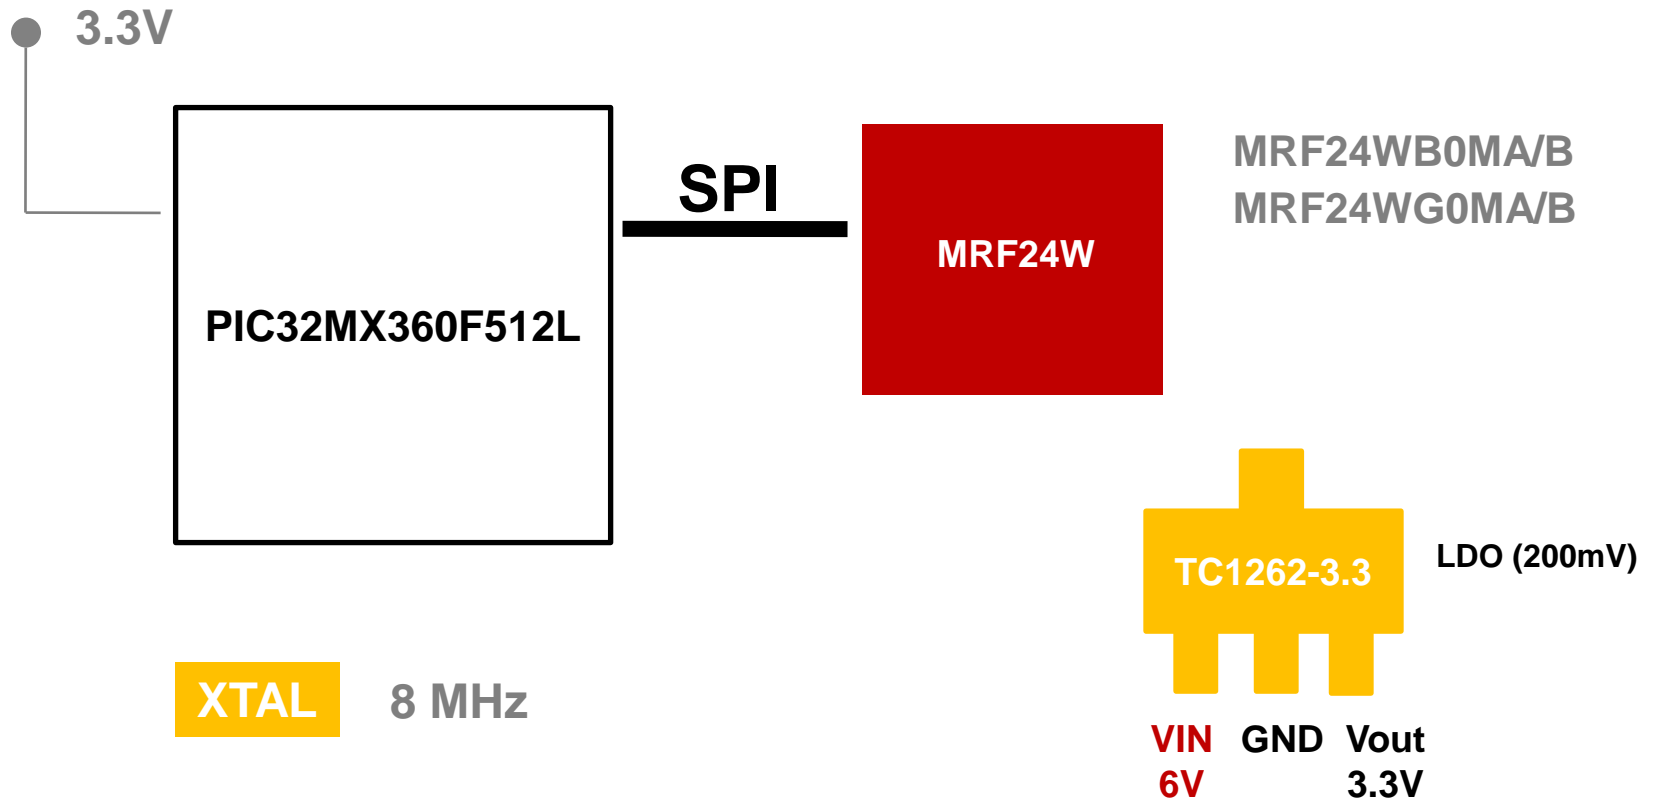 3.3V
SPI
MRF24WB0MA/B
MRF24WG0MA/B
MRF24W
PIC32MX360F512L
TC1262-3.3
LDO (200mV)
XTAL
8 MHz
VIN GND Vout
6V 3.3V